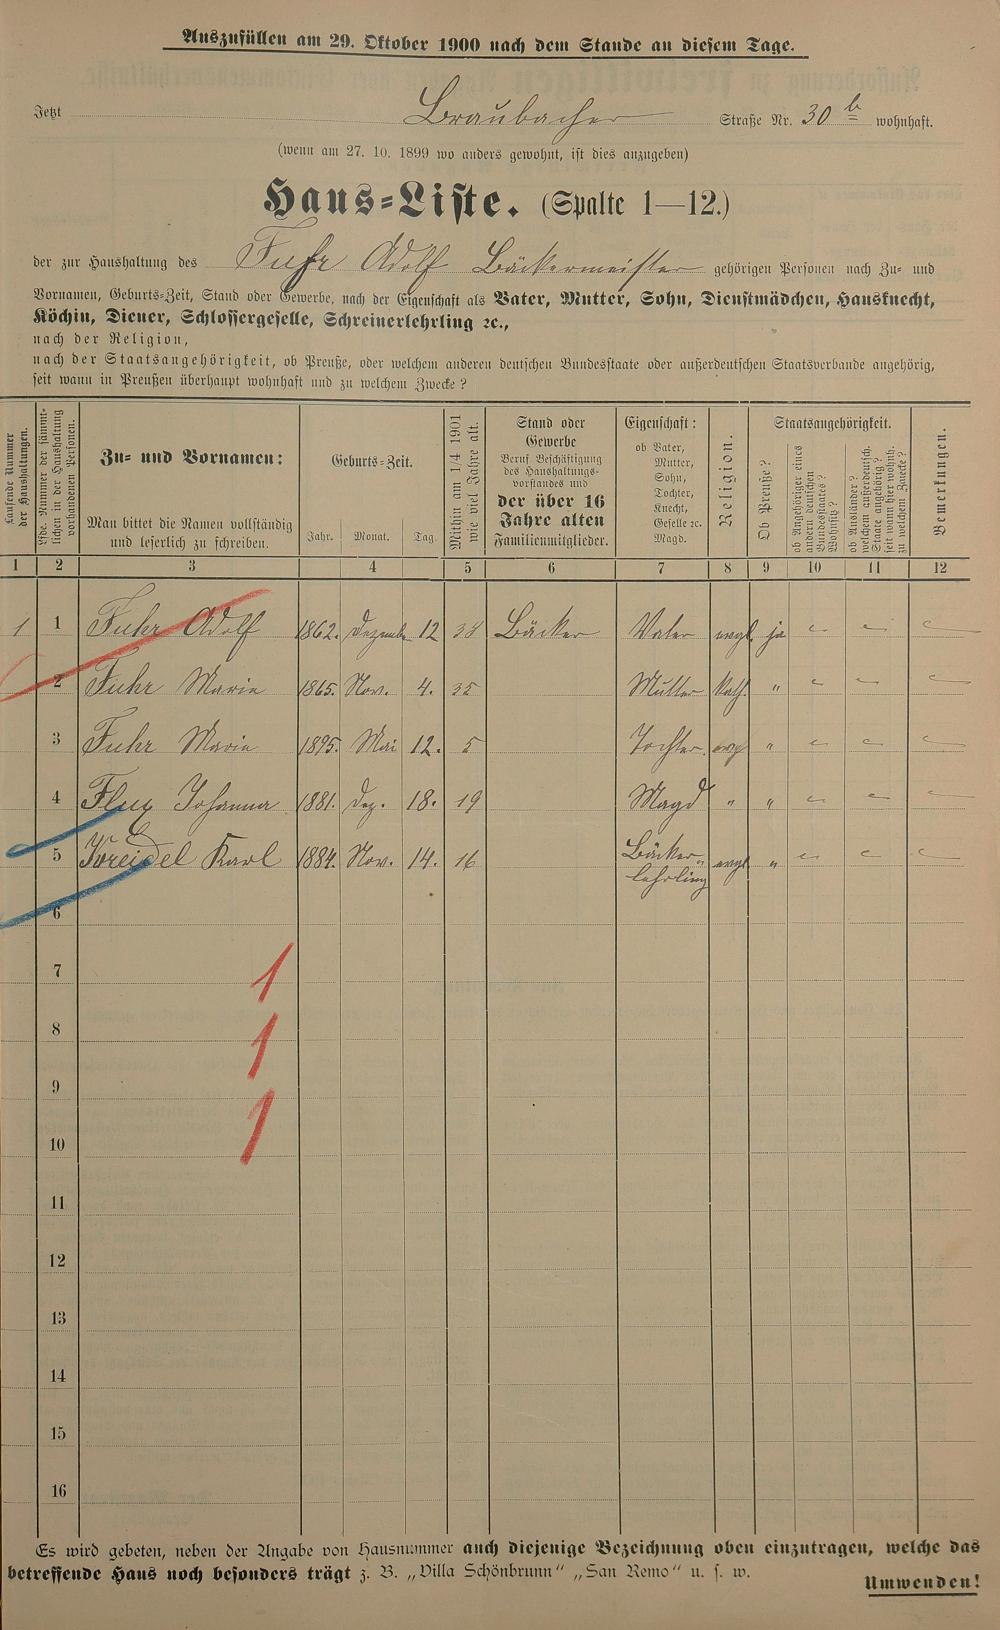 Auszufüllen am 29. Oktober 1900 nach dem Stande an diesem Tage.
Jetzt Braubacher Straße Nr. 30 b wohnhaft.
(wenn am 27. 10. 1899 wo anders gewohnt, ist dies anzugeben)
Haus-Liste. (Spalte 1—12.)
der zur Haushaltung des Fuhr Adolf Bäckermeister gehörigen Personen nach Zu- und
Vornamen, Geburts-Zeit, Stand oder Gewerbe, nach der Eigenschaft als Vater, Mutter, Sohn, Dienstmädchen, Hausknecht,
Köchin, Diener, Schlossergeselle, Schreinerlehrling ꝛc.,
nach der Religion,
nach der Staatsangehörigkeit, ob Preuße, oder welchem anderen deutschen Bundesstaate oder außerdeutschen Staatsverbande angehörig,
seit wann in Preußen überhaupt wohnhaft und zu welchem Zwecke?
Laufende Nummer
der Haushaltungen.
Lfde. Nummer der sämmt-
lichen in der Haushaltung
vorhandenen Personen.
Zu- und Vornamen:
Man bittet die Namen vollständig
und leserlich zu schreiben.
Geburts-Zeit.
Jahr. Monat. Tag.
Mithin am 1/4 1901
wie viel Jahre alt.
Stand oder
Gewerbe
Beruf Beschäftigung
des Haushaltungs-
vorstandes und
der über 16
Jahre alten
Familienmitglieder.
Eigenschaft:
ob Vater,
Mutter,
Sohn,
Tochter,
Knecht,
Geselle ꝛc.
Magd.
Religion.
Staatsangehörigkeit.
Ob Preuße?
ob Angehöriger eines
andern deutschen
Bundesstaates?
Wohnsitz?
ob Ausländer?
welchem außerdeutsch.
Staate angehörig?
seit wann hier wohnh.
zu welchem Zwecke?
Bemerkungen.
1 2 3 4 5 6 7 8 9 10 11 12
1 1 Fuhr Adolf 1862. Dezember 12 38 Bäcker Vater evgl. ja
2 Fuhr Marie 1865. Nov. 4. 35 Mutter kath. "
3 Fuhr Marie 1895. Mai 12. 5 Tochter evgl "
4 Johanna 1881. Dez. 18. 19 Magd " "
5 Kreidel Karl 1884. Nov. 14. 16 Bäcker- evgl. "
lehrling
6
7 1
8 1
9
10 1
11
12
13
14
15
16
Es wird gebeten, neben der Angabe von Hausnummer auch diejenige Bezeichnung oben einzutragen, welche das
betreffende Haus noch besonders trägt z. B. „Villa Schönbrunn" „San Remo" u. s. w.
Umwenden!